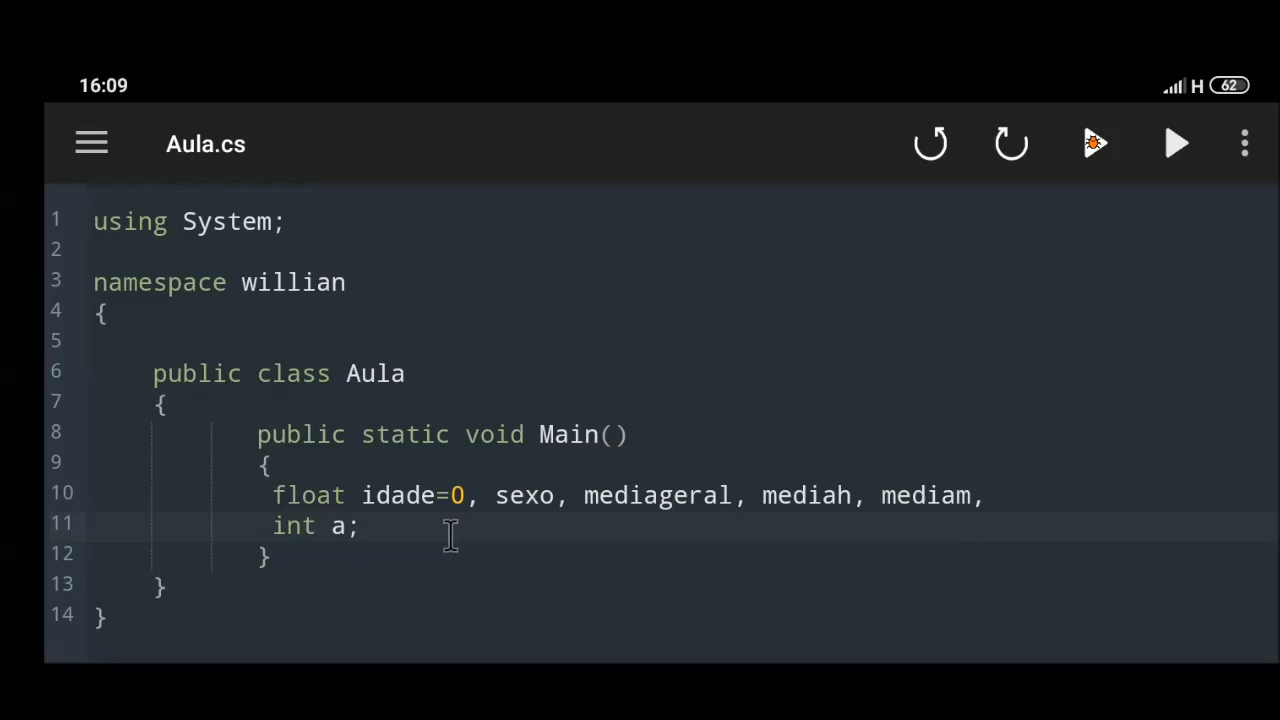 16:09 H 62
Aula.cs
1 using System;
2
3 namespace willian
4 {
5
6 public class Aula
7 {
8 public static void Main()
9 {
10 float idade=0, sexo, mediageral, mediah, mediam,
11 int a;
12 }
13 }
14 }